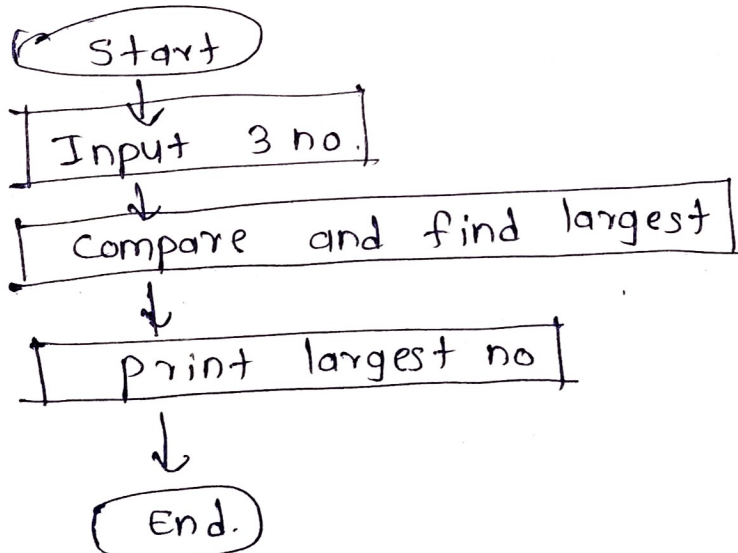 Start
Input 3 no.
Compare and find largest
print largest no
End.